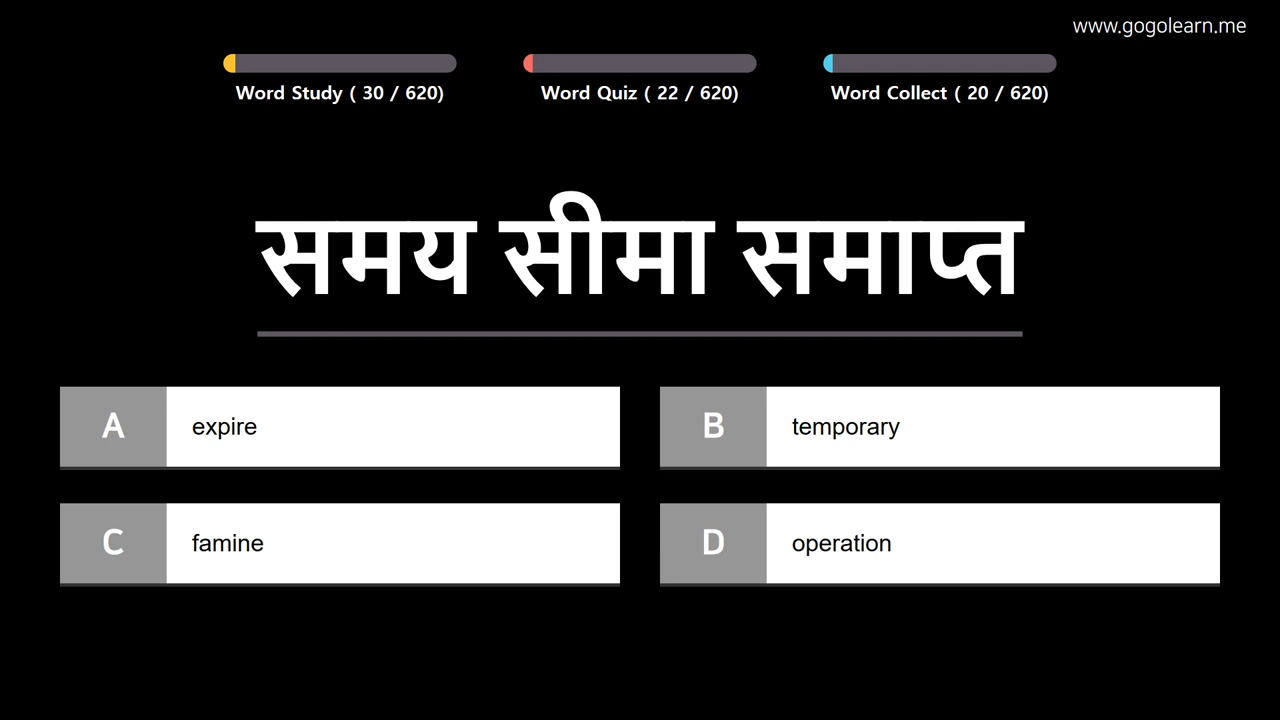 www.gogolearn.me
Word Study ( 30 / 620)
Word Quiz ( 22 / 620)
Word Collect ( 20 / 620)
समय सीमा समाप्त
A expire
B temporary
C famine
D operation